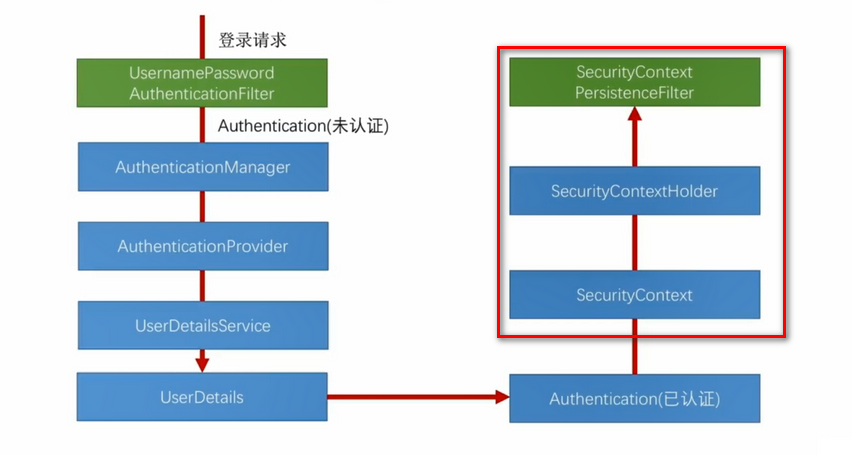 登录请求
UsernamePassword
AuthenticationFilter
Authentication(未认证)
AuthenticationManager
AuthenticationProvider
UserDetailsService
UserDetails
SecurityContext
PersistenceFilter
SecurityContextHolder
SecurityContext
Authentication(已认证)